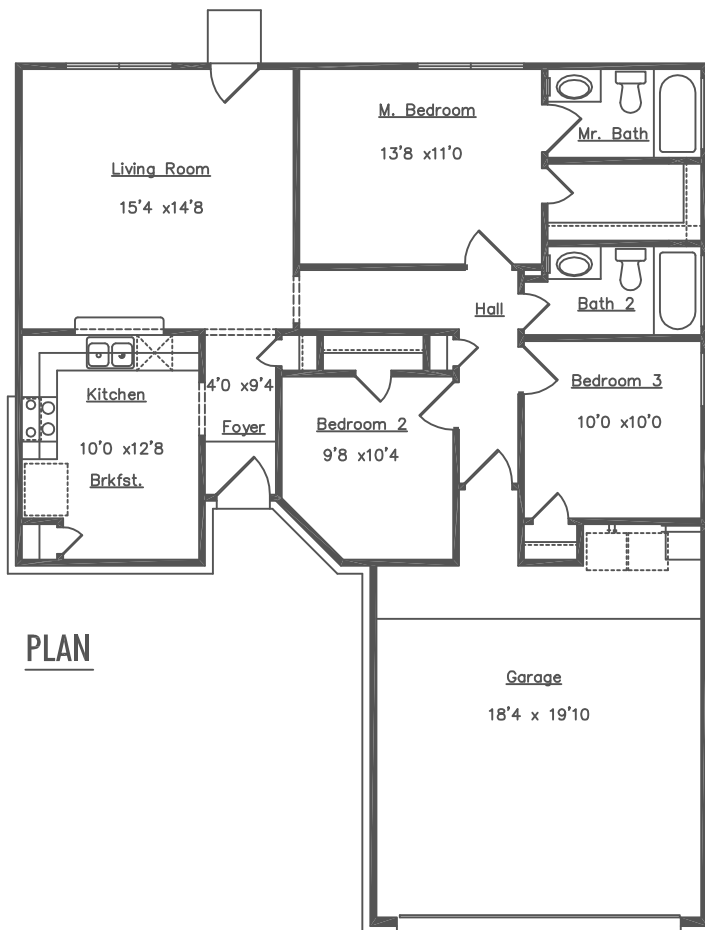 M. Bedroom
13'8 x11'0
Mr. Bath
Living Room
15'4 x14'8
Hall
Bath 2
Kitchen
10'0 x12'8
Brkfst.
4'0 x9'4
Foyer
Bedroom 2
9'8 x10'4
Bedroom 3
10'0 x10'0
PLAN
Garage
18'4 x 19'10